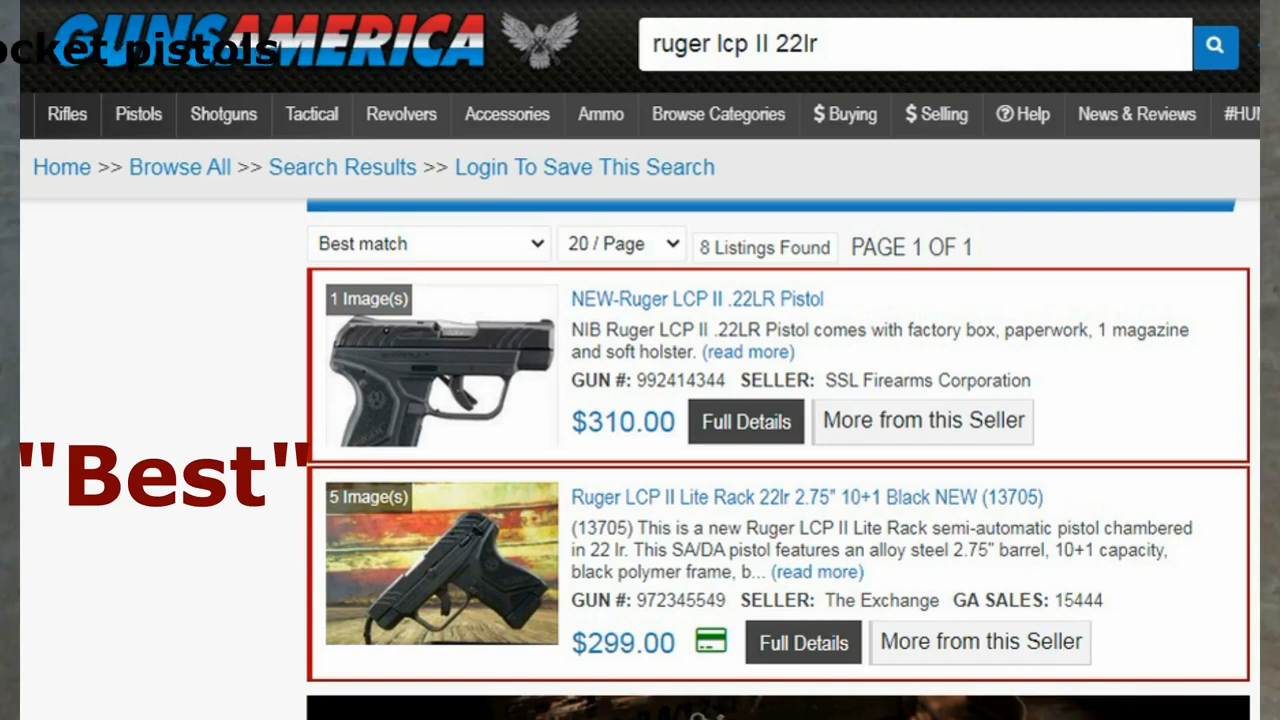 GUNSAMERICA
ocket pistols
ruger lcp II 22lr
Rifles Pistols Shotguns Tactical Revolvers Accessories Ammo Browse Categories $ Buying $ Selling ? Help News & Reviews #HUN
Home >> Browse All >> Search Results >> Login To Save This Search
Best match 20 / Page 8 Listings Found PAGE 1 OF 1
1 Image(s)
NEW-Ruger LCP II .22LR Pistol
NIB Ruger LCP II .22LR Pistol comes with factory box, paperwork, 1 magazine
and soft holster. (read more)
GUN #: 992414344 SELLER: SSL Firearms Corporation
$310.00 Full Details More from this Seller
"Best"
5 Image(s)
Ruger LCP II Lite Rack 22lr 2.75" 10+1 Black NEW (13705)
(13705) This is a new Ruger LCP II Lite Rack semi-automatic pistol chambered
in 22 lr. This SA/DA pistol features an alloy steel 2.75" barrel, 10+1 capacity,
black polymer frame, b... (read more)
GUN #: 972345549 SELLER: The Exchange GA SALES: 15444
$299.00 Full Details More from this Seller